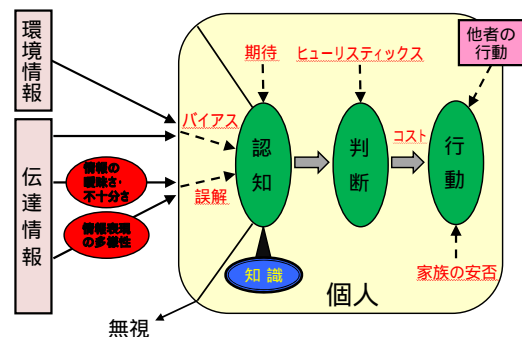 環境情報
伝達情報
情報の
曖昧さ・
不十分さ
情報表現
の多様性
バイアス
誤解
期待
認知
知識
ヒューリスティックス
判断
コスト
他者の
行動
行動
家族の安否
個人
無視